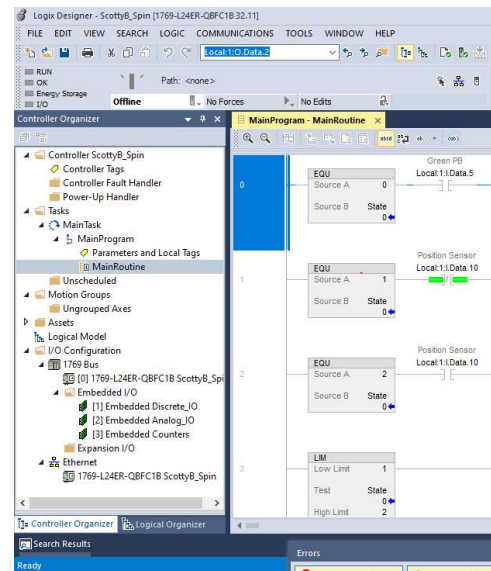 Logix Designer - ScottyB_Spin [1769-L24ER-QBFC1B 32.11]
FILE EDIT VIEW SEARCH LOGIC COMMUNICATIONS TOOLS WINDOW HELP
Local:1:O.Data.2
RUN
OK
Energy Storage
I/O
Path: <none>
Offline
No Forces
No Edits
Controller Organizer
MainProgram - MainRoutine
Controller ScottyB_Spin
Controller Tags
Controller Fault Handler
Power-Up Handler
Tasks
MainTask
MainProgram
Parameters and Local Tags
MainRoutine
Unscheduled
Motion Groups
Ungrouped Axes
Assets
Logical Model
I/O Configuration
1769 Bus
[0] 1769-L24ER-QBFC1B ScottyB_Spi
Embedded I/O
[1] Embedded Discrete_IO
[2] Embedded Analog_IO
[3] Embedded Counters
Expansion I/O
Ethernet
1769-L24ER-QBFC1B ScottyB_Spin
Controller Organizer
Logical Organizer
0
EQU
Source A 0
Source B State
0
Green PB
Local:1:I.Data.5
1
EQU
Source A 1
Source B State
0
Position Sensor
Local:1:I.Data.10
2
EQU
Source A 2
Source B State
0
Position Sensor
Local:1:I.Data.10
3
LIM
Low Limit 1
Test State
0
High Limit 2
Search Results
Errors
Ready